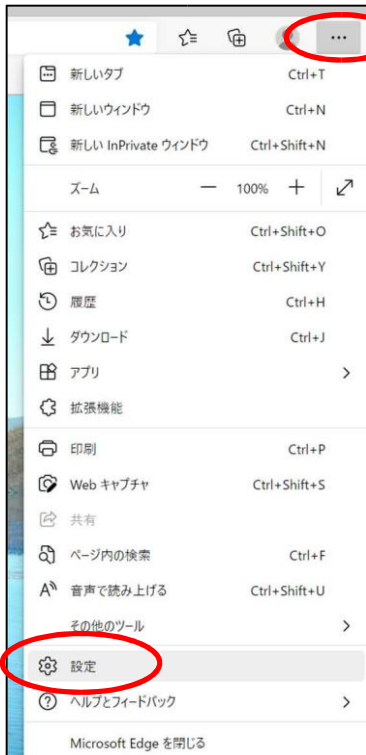 新しいタブ Ctrl+T
新しいウィンドウ Ctrl+N
新しい InPrivate ウィンドウ Ctrl+Shift+N
ズーム 100%
お気に入り Ctrl+Shift+O
コレクション Ctrl+Shift+Y
履歴 Ctrl+H
ダウンロード Ctrl+J
アプリ
拡張機能
印刷 Ctrl+P
Web キャプチャ Ctrl+Shift+S
共有
ページ内の検索 Ctrl+F
音声で読み上げる Ctrl+Shift+U
その他のツール
設定
ヘルプとフィードバック
Microsoft Edge を閉じる